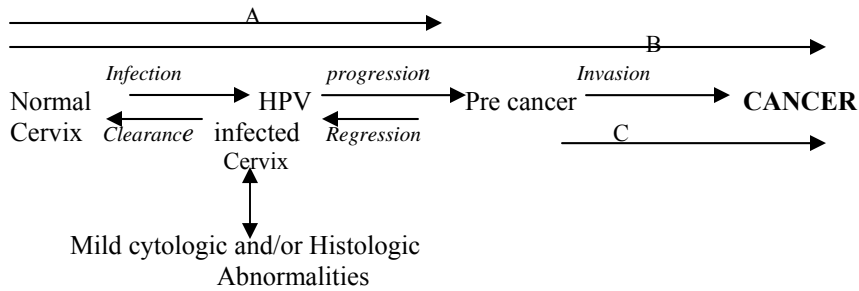 A
B
Infection progression Invasion
Normal HPV Pre cancer CANCER
Cervix Clearance infected Regression C
Cervix
Mild cytologic and/or Histologic
Abnormalities